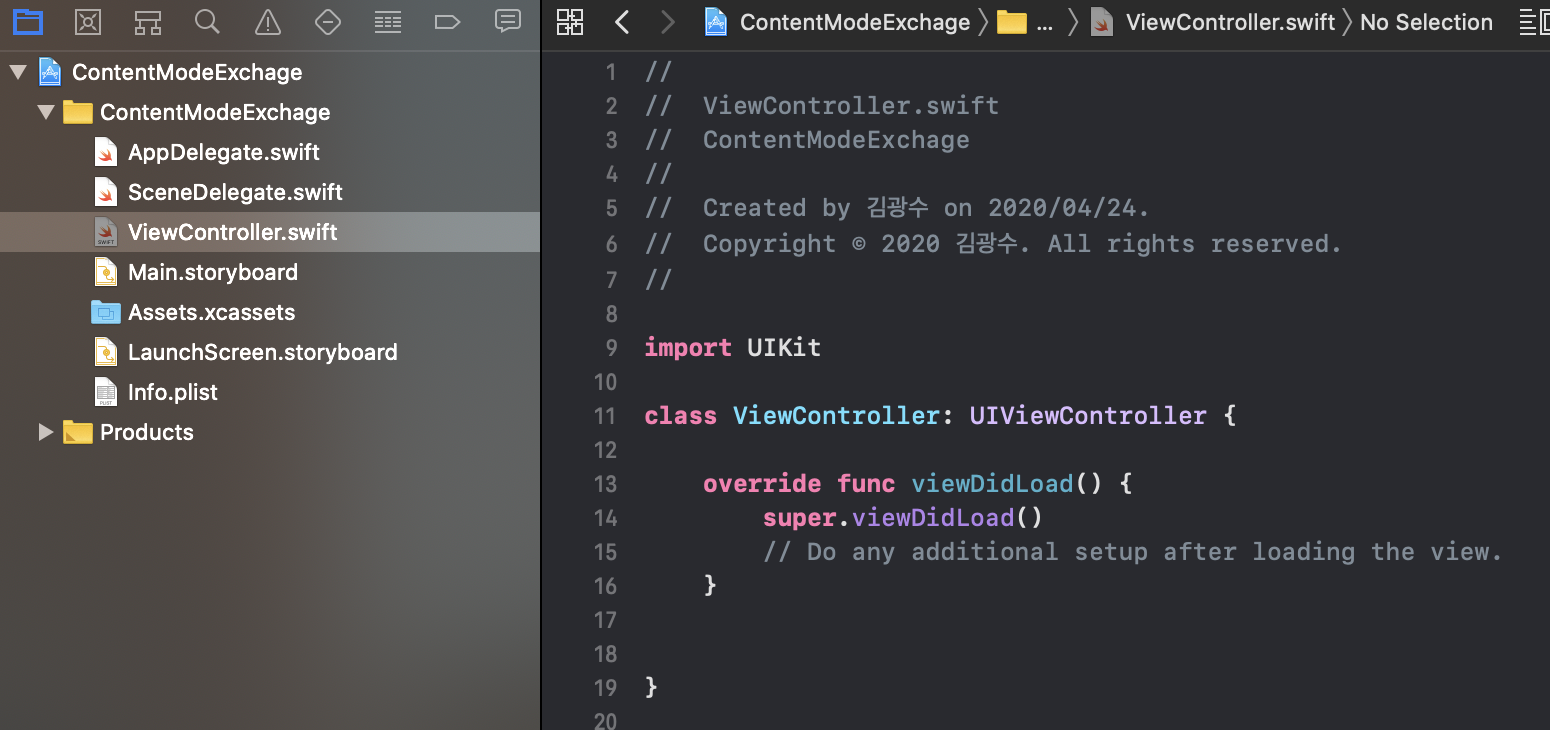 ContentModeExchage 〉 ... 〉 ViewController.swift 〉 No Selection
ContentModeExchage
ContentModeExchage
AppDelegate.swift
SceneDelegate.swift
ViewController.swift
Main.storyboard
Assets.xcassets
LaunchScreen.storyboard
Info.plist
Products
1 //
2 //  ViewController.swift
3 //  ContentModeExchage
4 //
5 //  Created by 김광수 on 2020/04/24.
6 //  Copyright © 2020 김광수. All rights reserved.
7 //
8
9 import UIKit
10
11 class ViewController: UIViewController {
12
13     override func viewDidLoad() {
14         super.viewDidLoad()
15         // Do any additional setup after loading the view.
16     }
17
18
19 }
20